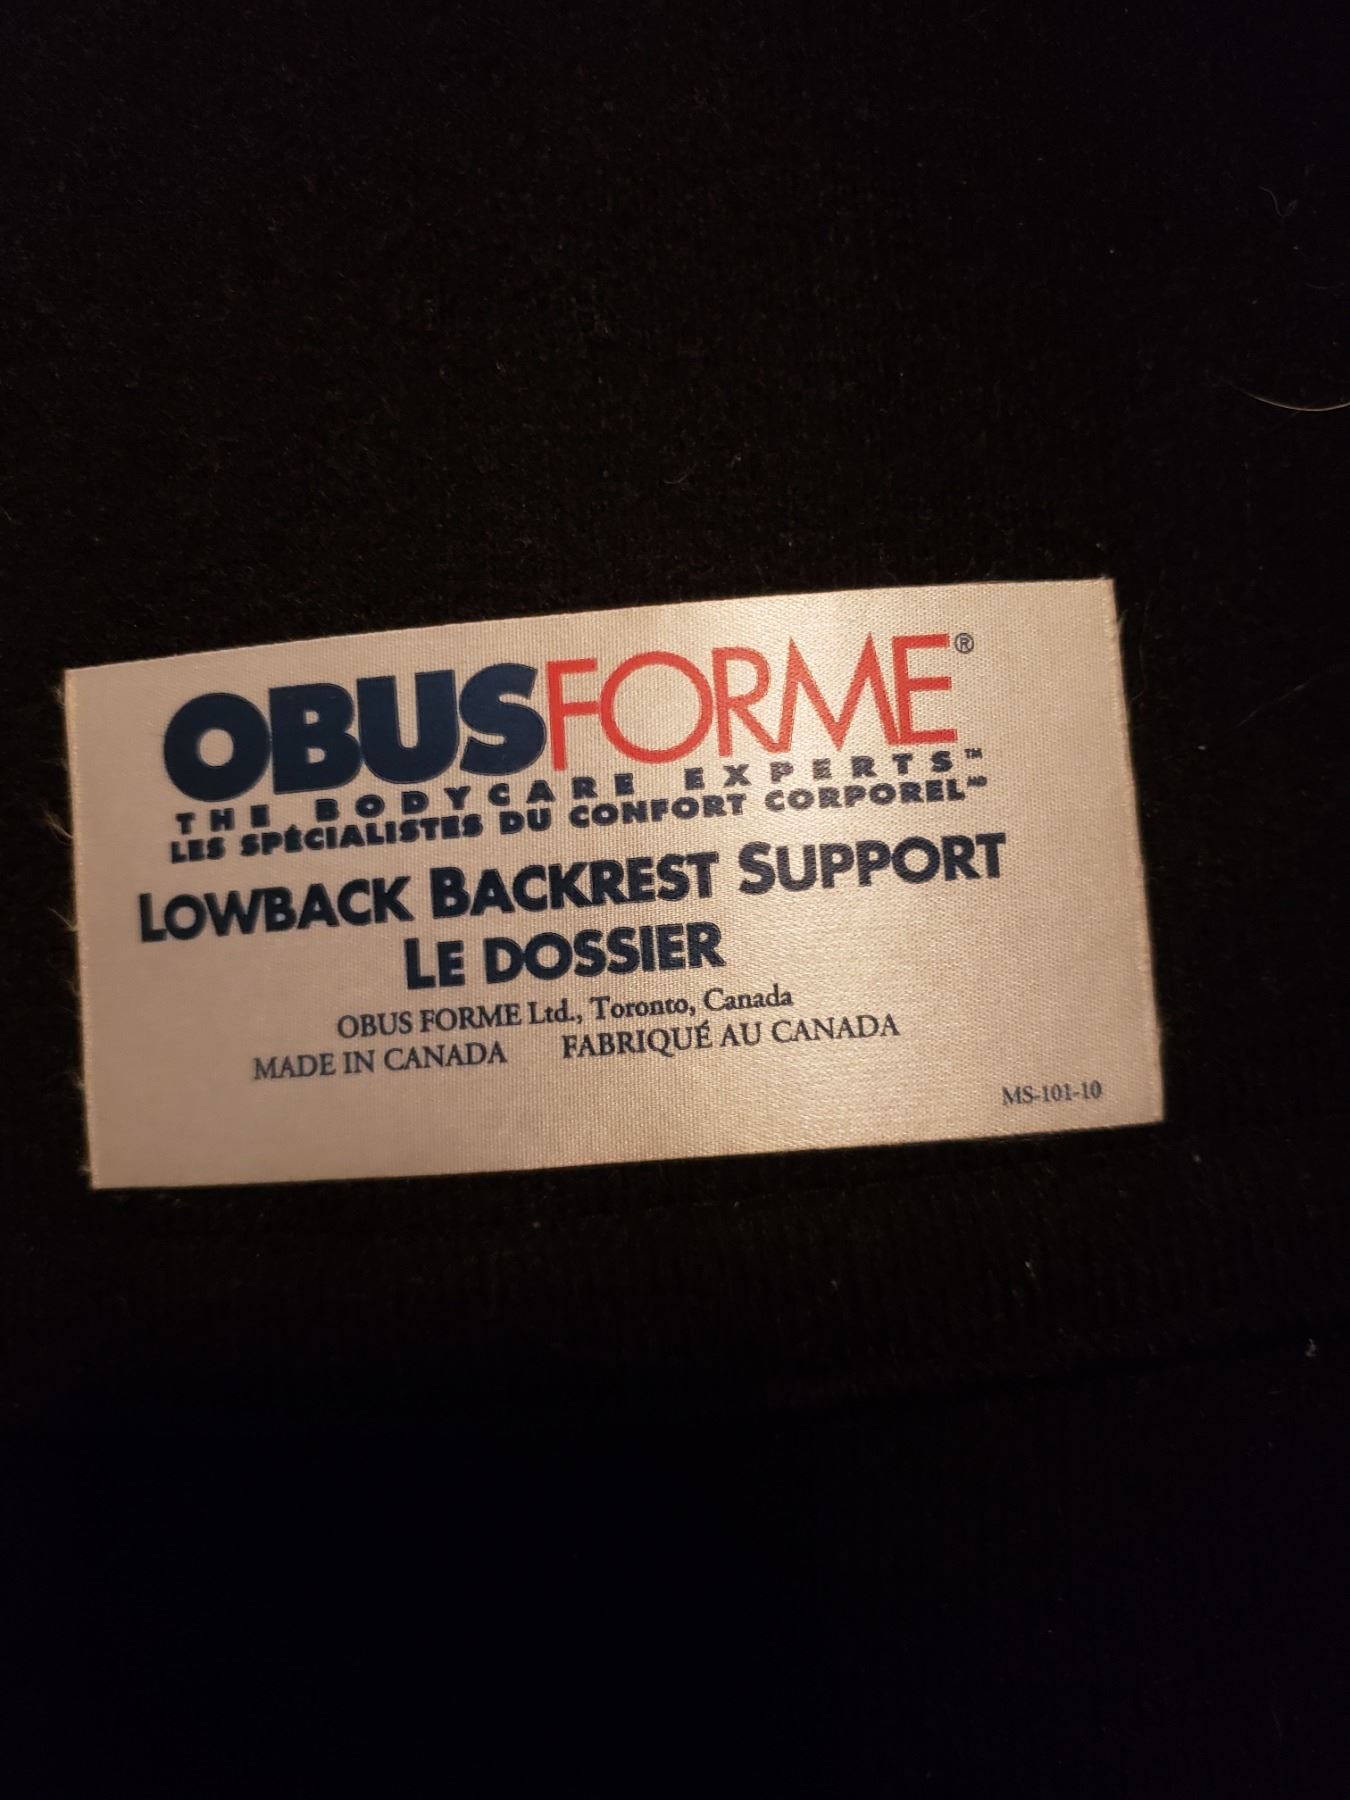 OBUSFORME®
THE BODYCARE EXPERTS™
LES SPÉCIALISTES DU CONFORT CORPOREL MD
LOWBACK BACKREST SUPPORT
LE DOSSIER
OBUS FORME Ltd., Toronto, Canada
MADE IN CANADA FABRIQUÉ AU CANADA
MS-101-10